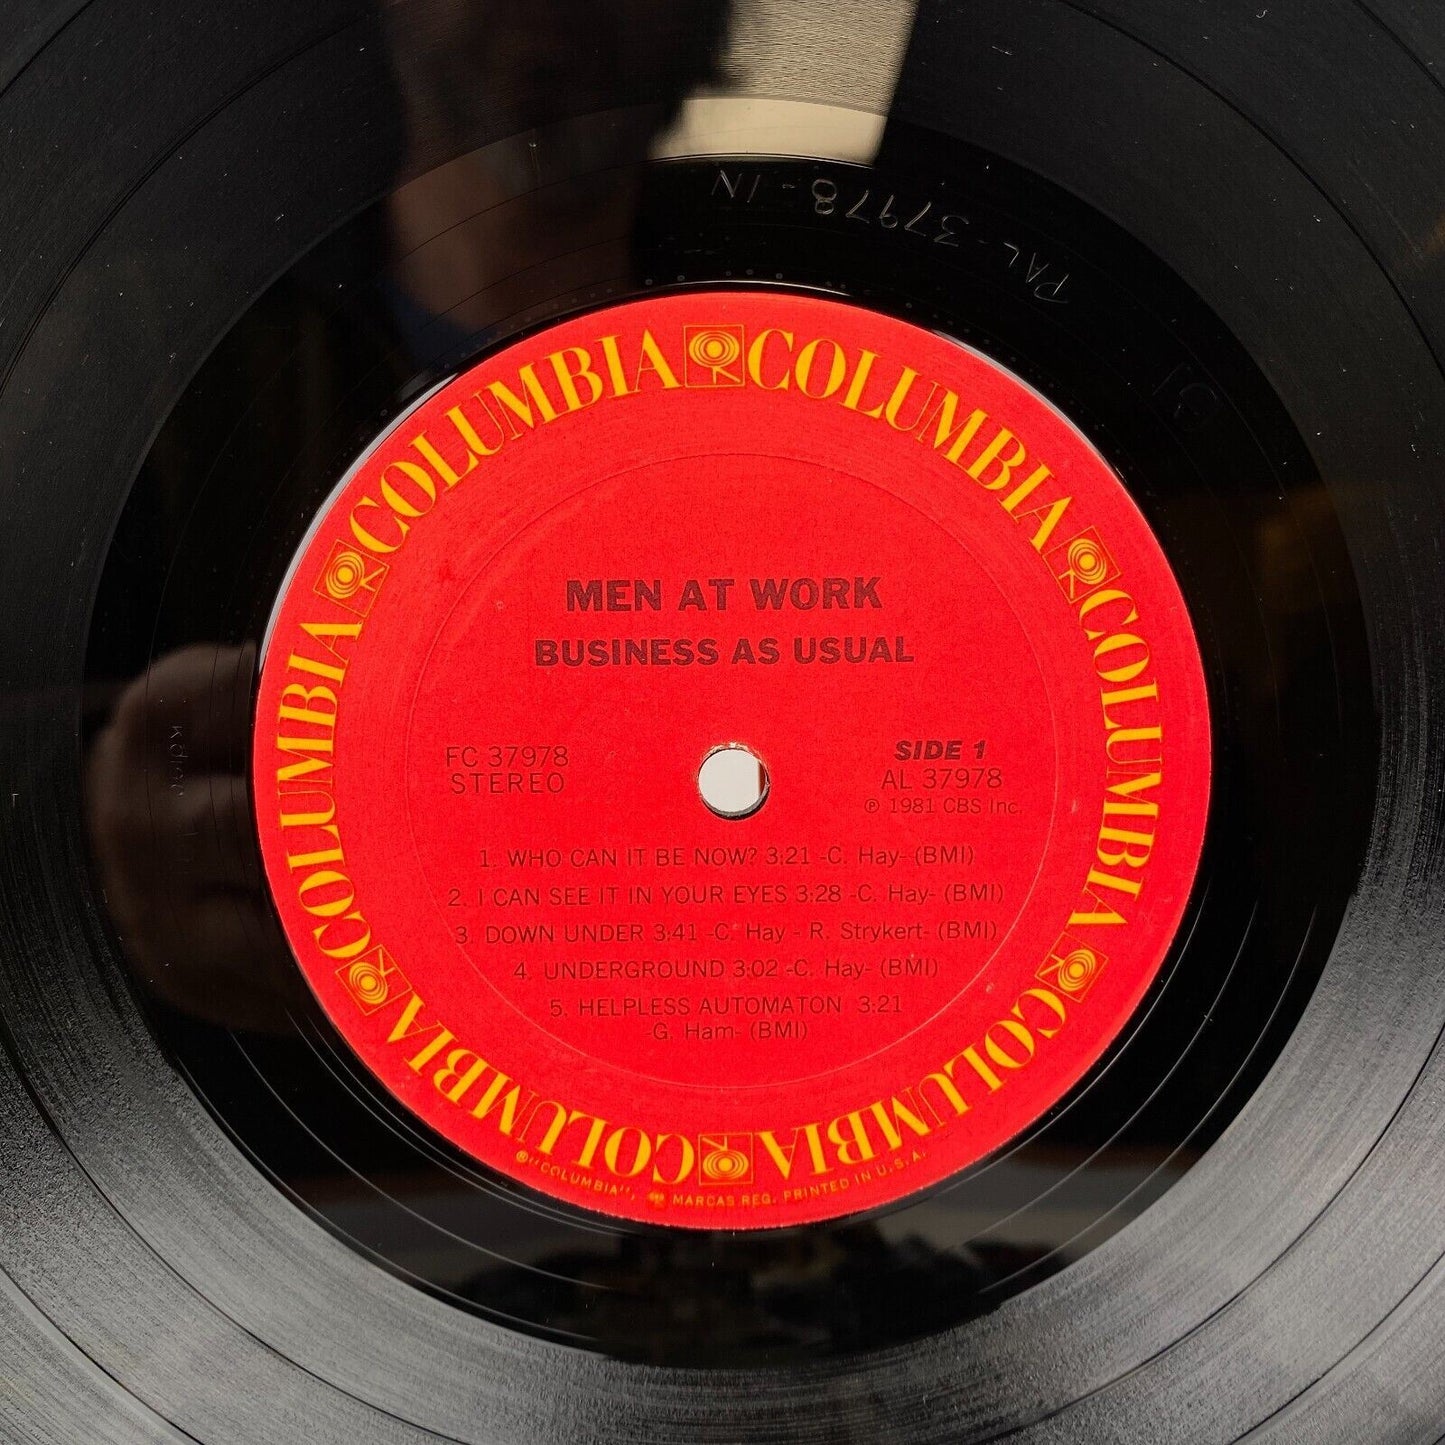 PAL-37978-1N
COLUMBIA COLUMBIA COLUMBIA COLUMBIA COLUMBIA COLUMBIA COLUMBIA COLUMBIA
MEN AT WORK
BUSINESS AS USUAL
FC 37978
STEREO
SIDE 1
AL 37978
℗ 1981 CBS Inc.
1. WHO CAN IT BE NOW? 3:21 -C. Hay- (BMI)
2. I CAN SEE IT IN YOUR EYES 3:28 -C. Hay- (BMI)
3. DOWN UNDER 3:41 -C. Hay - R. Strykert- (BMI)
4. UNDERGROUND 3:02 -C. Hay- (BMI)
5. HELPLESS AUTOMATON 3:21
-G. Ham- (BMI)
®"COLUMBIA", MARCAS REG. PRINTED IN U.S.A.